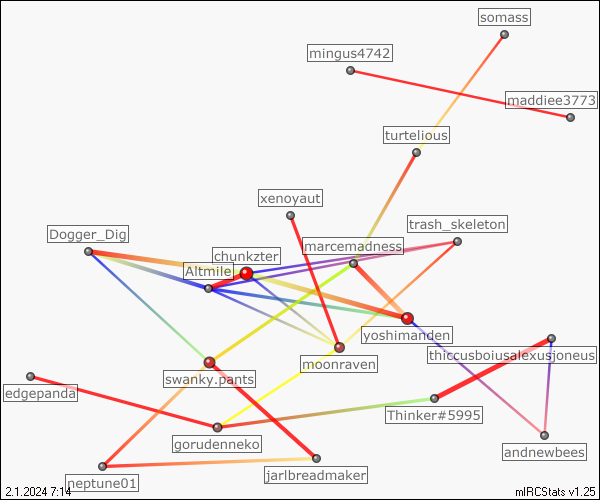 somass
mingus4742
maddiee3773
turtelious
xenoyaut
trash_skeleton
Dogger_Dig
marcemadness
chunkzter
Altmile
yoshimanden
thiccusboiusalexusjoneus
moonraven
swanky.pants
edgepanda
Thinker#5995
gorudenneko
andnewbees
jarlbreadmaker
neptune01
2.1.2024 7:14
mIRCStats v1.25